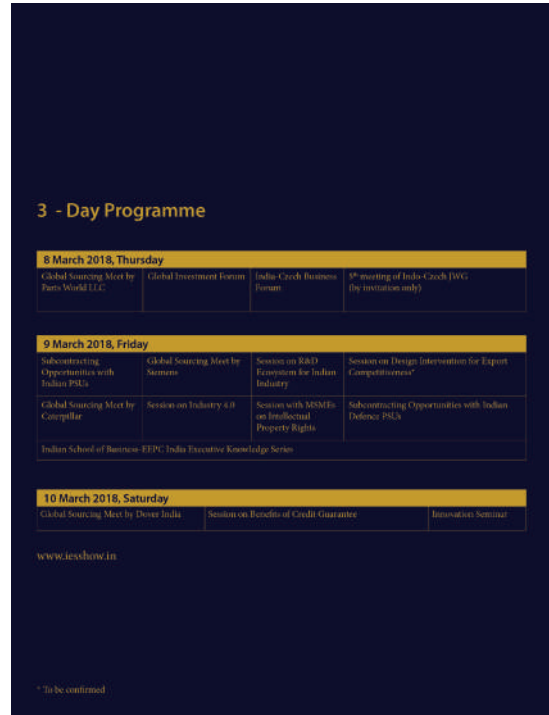 3 - Day Programme
8 March 2018, Thursday
Global Sourcing Meet by
Parts World LLC
Global Investment Forum
India-Czech Business
Forum
5th meeting of Indo-Czech JWG
(by invitation only)
9 March 2018, Friday
Subcontracting
Opportunities with
Indian PSUs
Global Sourcing Meet by
Siemens
Session on R&D
Ecosystem for Indian
Industry
Session on Design Intervention for Export
Competitiveness*
Global Sourcing Meet by
Caterpillar
Session on Industry 4.0
Session with MSMEs
on Intellectual
Property Rights
Subcontracting Opportunities with Indian
Defence PSUs
Indian School of Business-EEPC India Executive Knowledge Series
10 March 2018, Saturday
Global Sourcing Meet by Dover India
Session on Benefits of Credit Guarantee
Innovation Seminar
www.iesshow.in
* To be confirmed